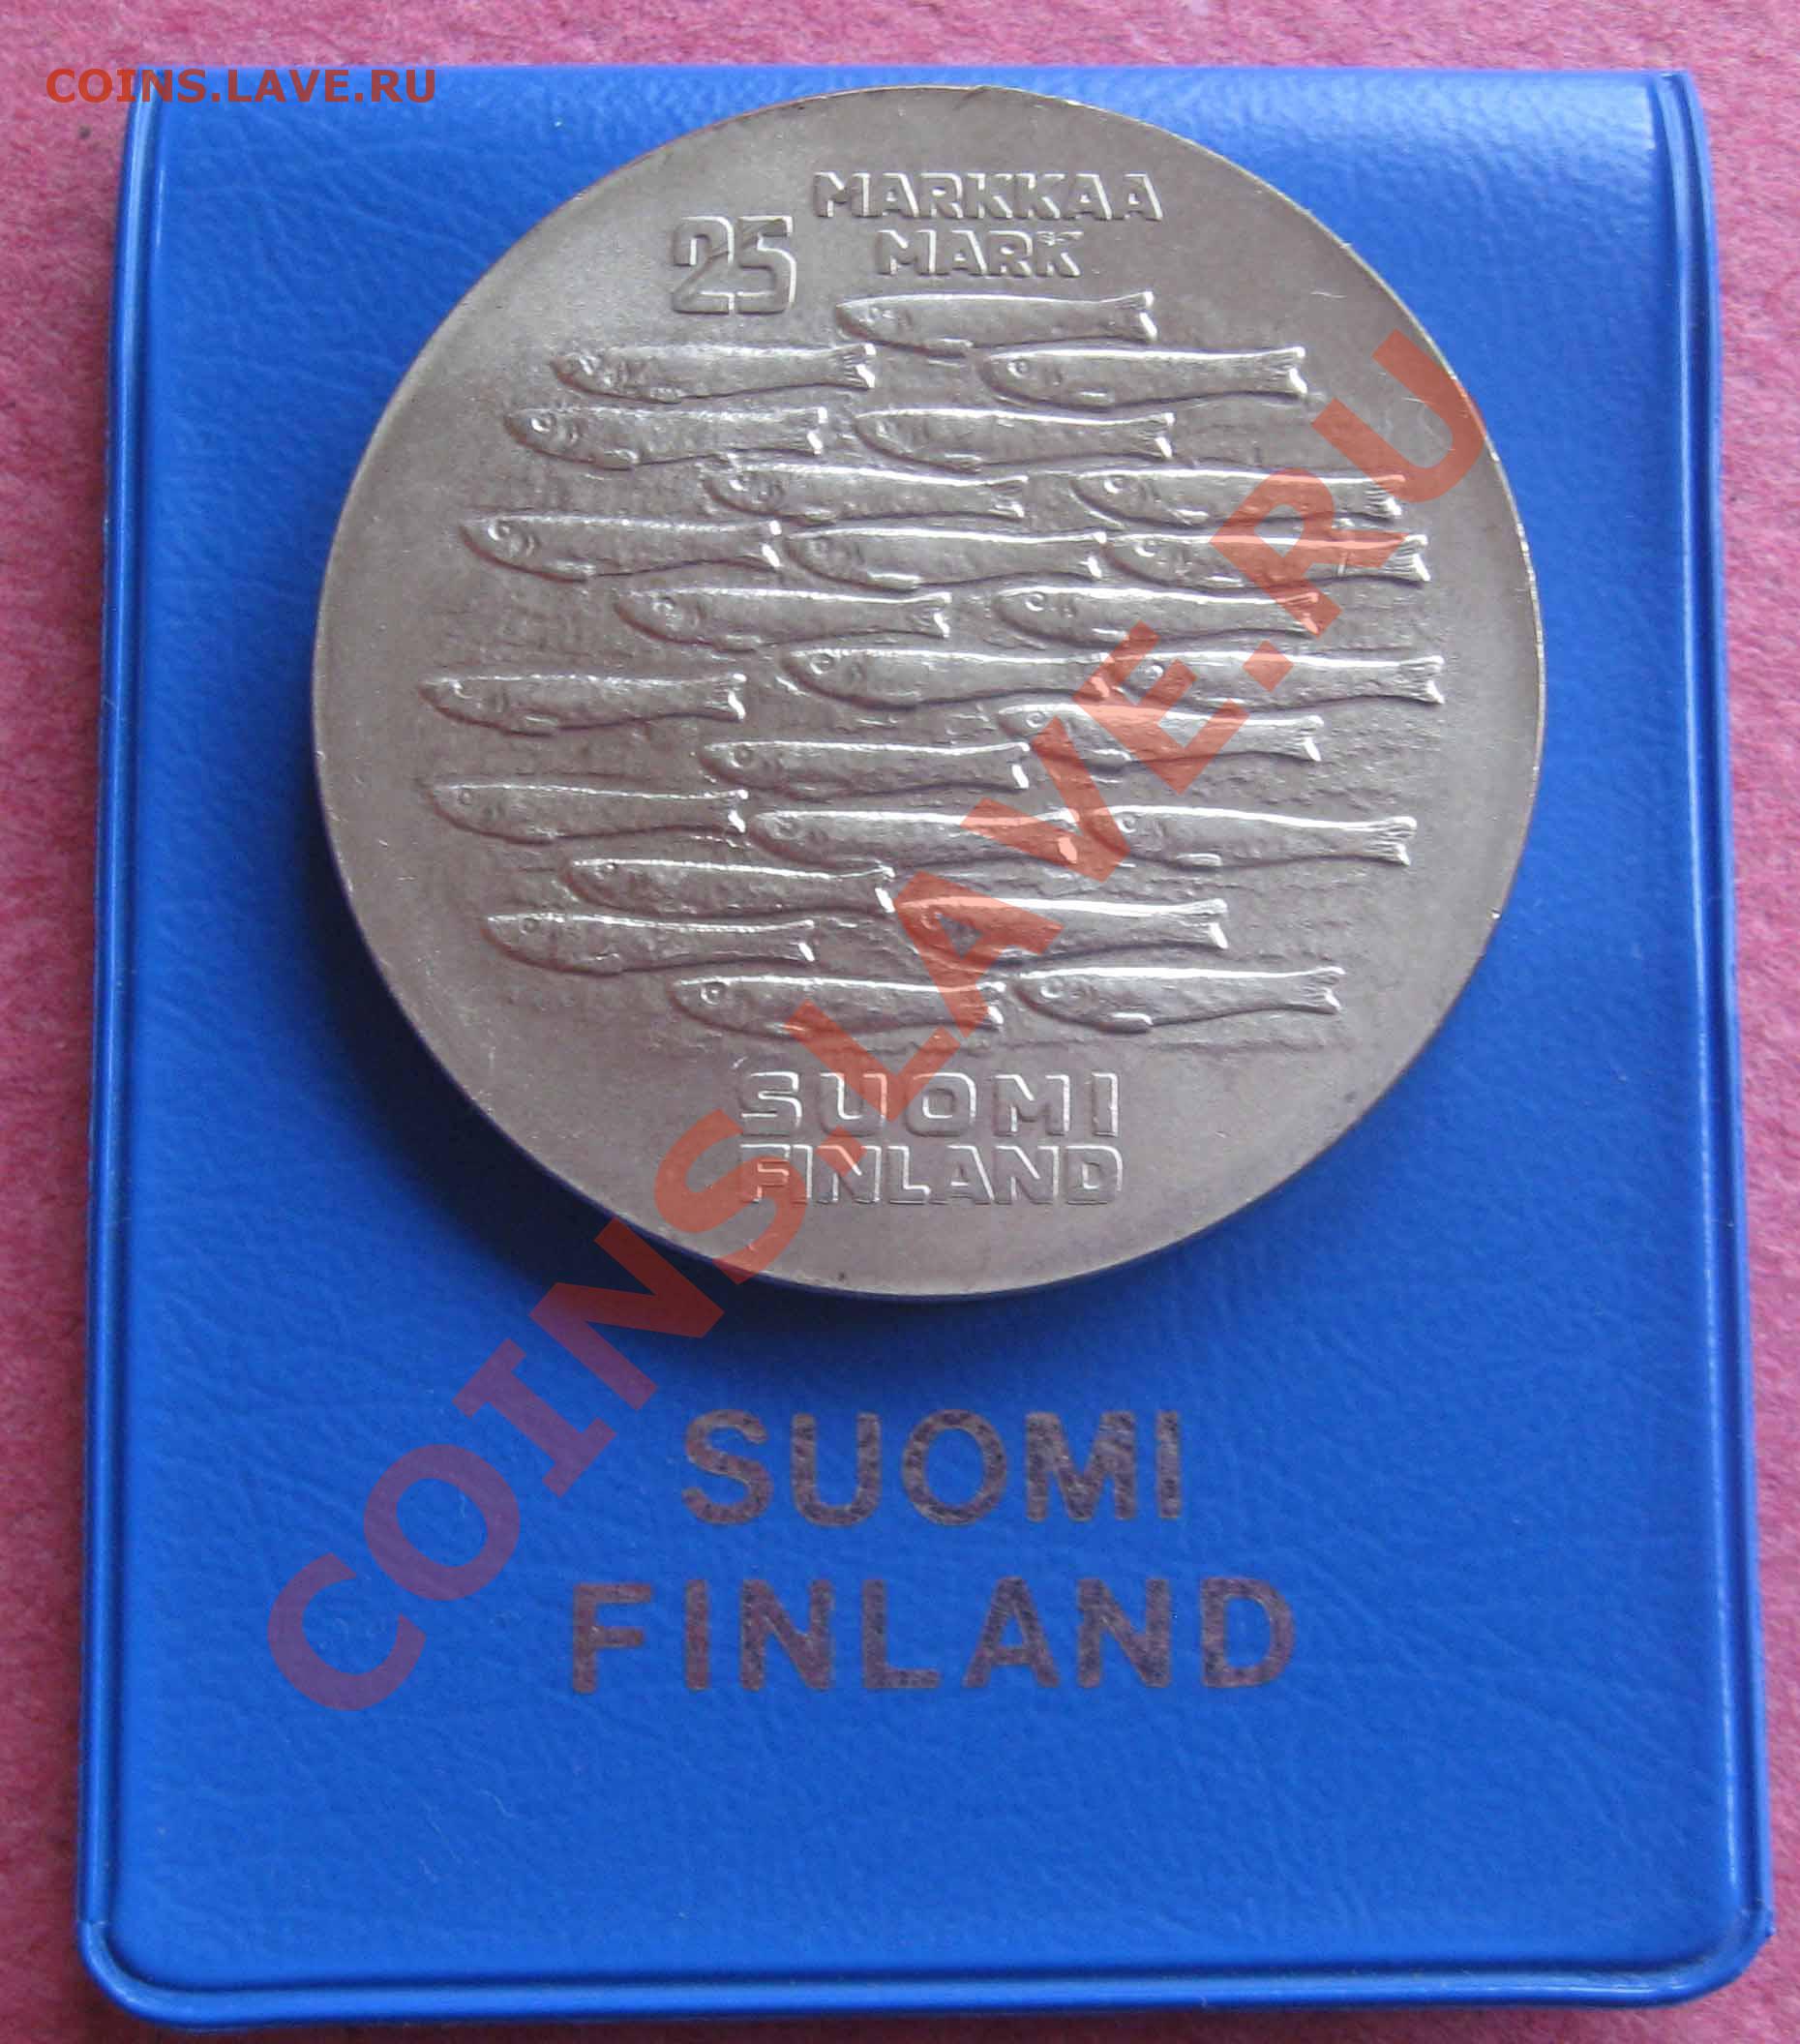 COINS.LAVE.RU
25 MARKKAA
MARK
SUOMI
FINLAND
COINS.LAVE.RU
SUOMI
FINLAND